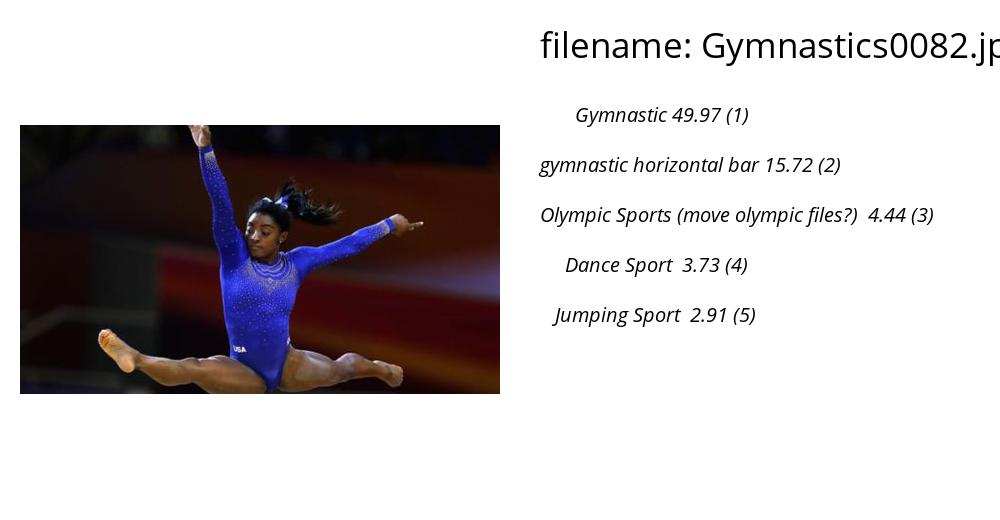 filename: Gymnastics0082.jp
Gymnastic 49.97 (1)
gymnastic horizontal bar 15.72 (2)
Olympic Sports (move olympic files?) 4.44 (3)
Dance Sport 3.73 (4)
Jumping Sport 2.91 (5)
USA